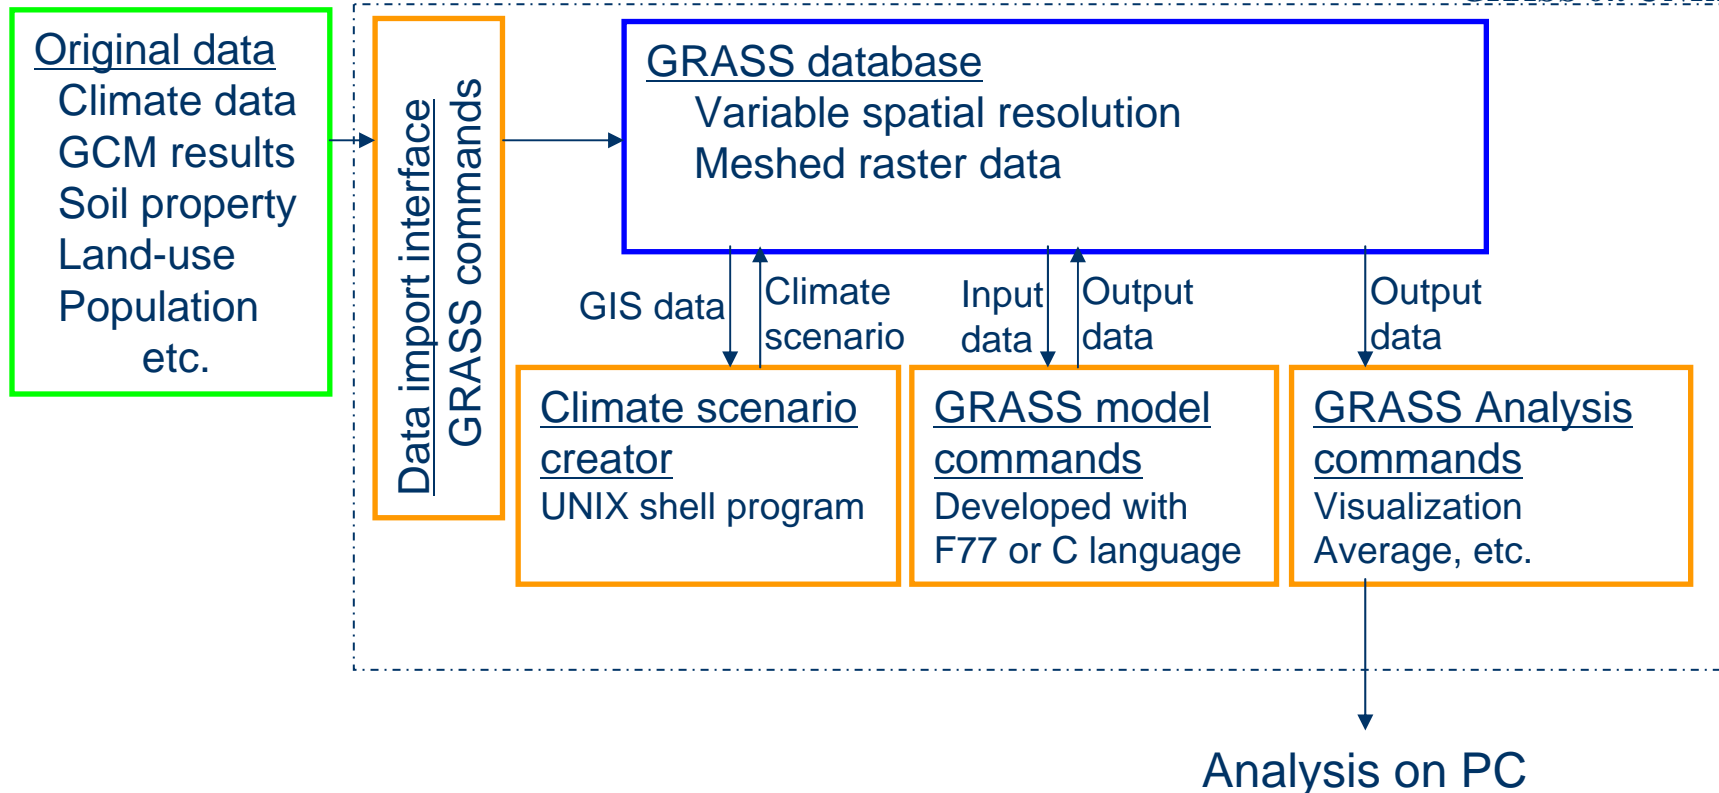 Original data
Climate data
GCM results
Soil property
Land-use
Population
etc.
Data import interface
GRASS commands
GRASS database
Variable spatial resolution
Meshed raster data
GIS data
Climate
scenario
Input
data
Output
data
Output
data
Climate scenario
creator
UNIX shell program
GRASS model
commands
Developed with
F77 or C language
GRASS Analysis
commands
Visualization
Average, etc.
Analysis on PC